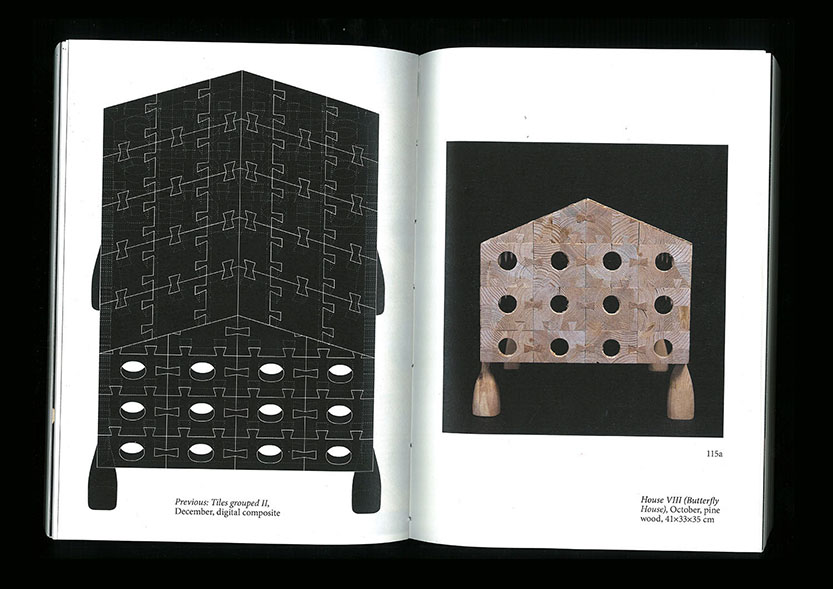 Previous: Tiles grouped II,
December, digital composite
115a
House VIII (Butterfly
House), October, pine
wood, 41×33×35 cm